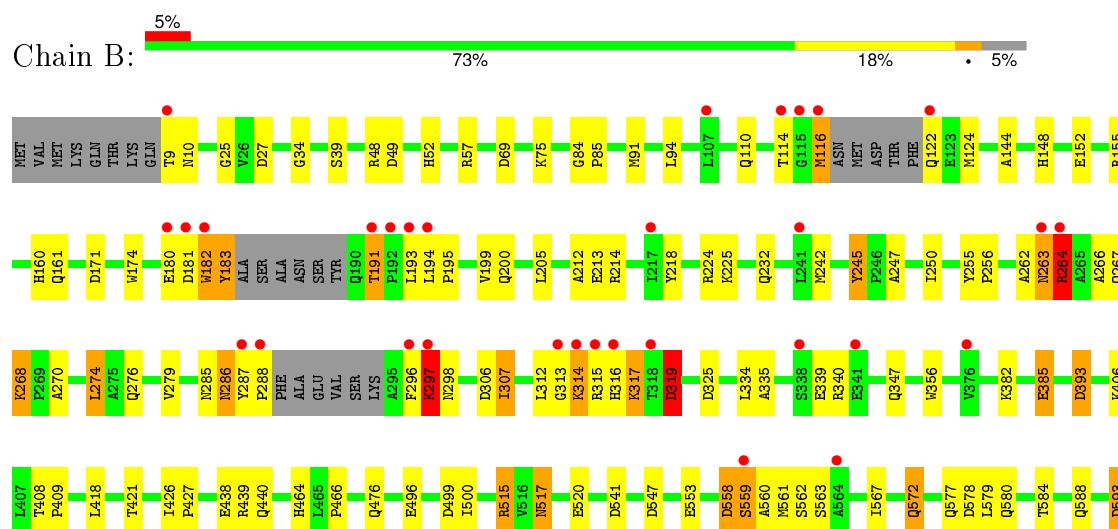 5%
Chain B:
73% 18% • 5%
MET VAL MET LYS GLN THR LYS GLN T9 N10 G25 V26 D27 G34 S39 R48 D49 H52 R57 D69 K75 G84 P85 M91 L94 L107 Q110 T114 G115 M116 ASN MET ASP THR PHE Q122 E123 M124 A144 H148 E152
H160 Q161 D171 W174 E180 D181 W182 Y183 ALA SER ALA ASN SER TYR Q190 T191 P192 L193 L194 P195 V199 Q200 L205 A212 E213 R214 I217 Y218 R224 K225 Q232 L241 M242 Y245 P246 A247 I250 Y255 P256 A262 N263 R264 A265 A266
K268 P269 A270 L274 A275 Q276 V279 N285 N286 Y287 P288 PHE ALA GLU VAL SER LYS A295 F296 K297 N298 D306 I307 L312 G313 K314 R315 H316 K317 T318 D319 D325 L334 A335 S338 E339 R340 E341 Q347 W356 V376 K382 E385 D393
L407 T408 P409 L418 T421 I426 P427 E438 R439 Q440 H464 L465 P466 Q476 E496 D499 I500 R515 V516 N517 E520 D541 D547 E553 D558 S559 A560 M561 S562 S563 A564 I567 Q572 Q577 D578 L579 Q580 T584 Q588